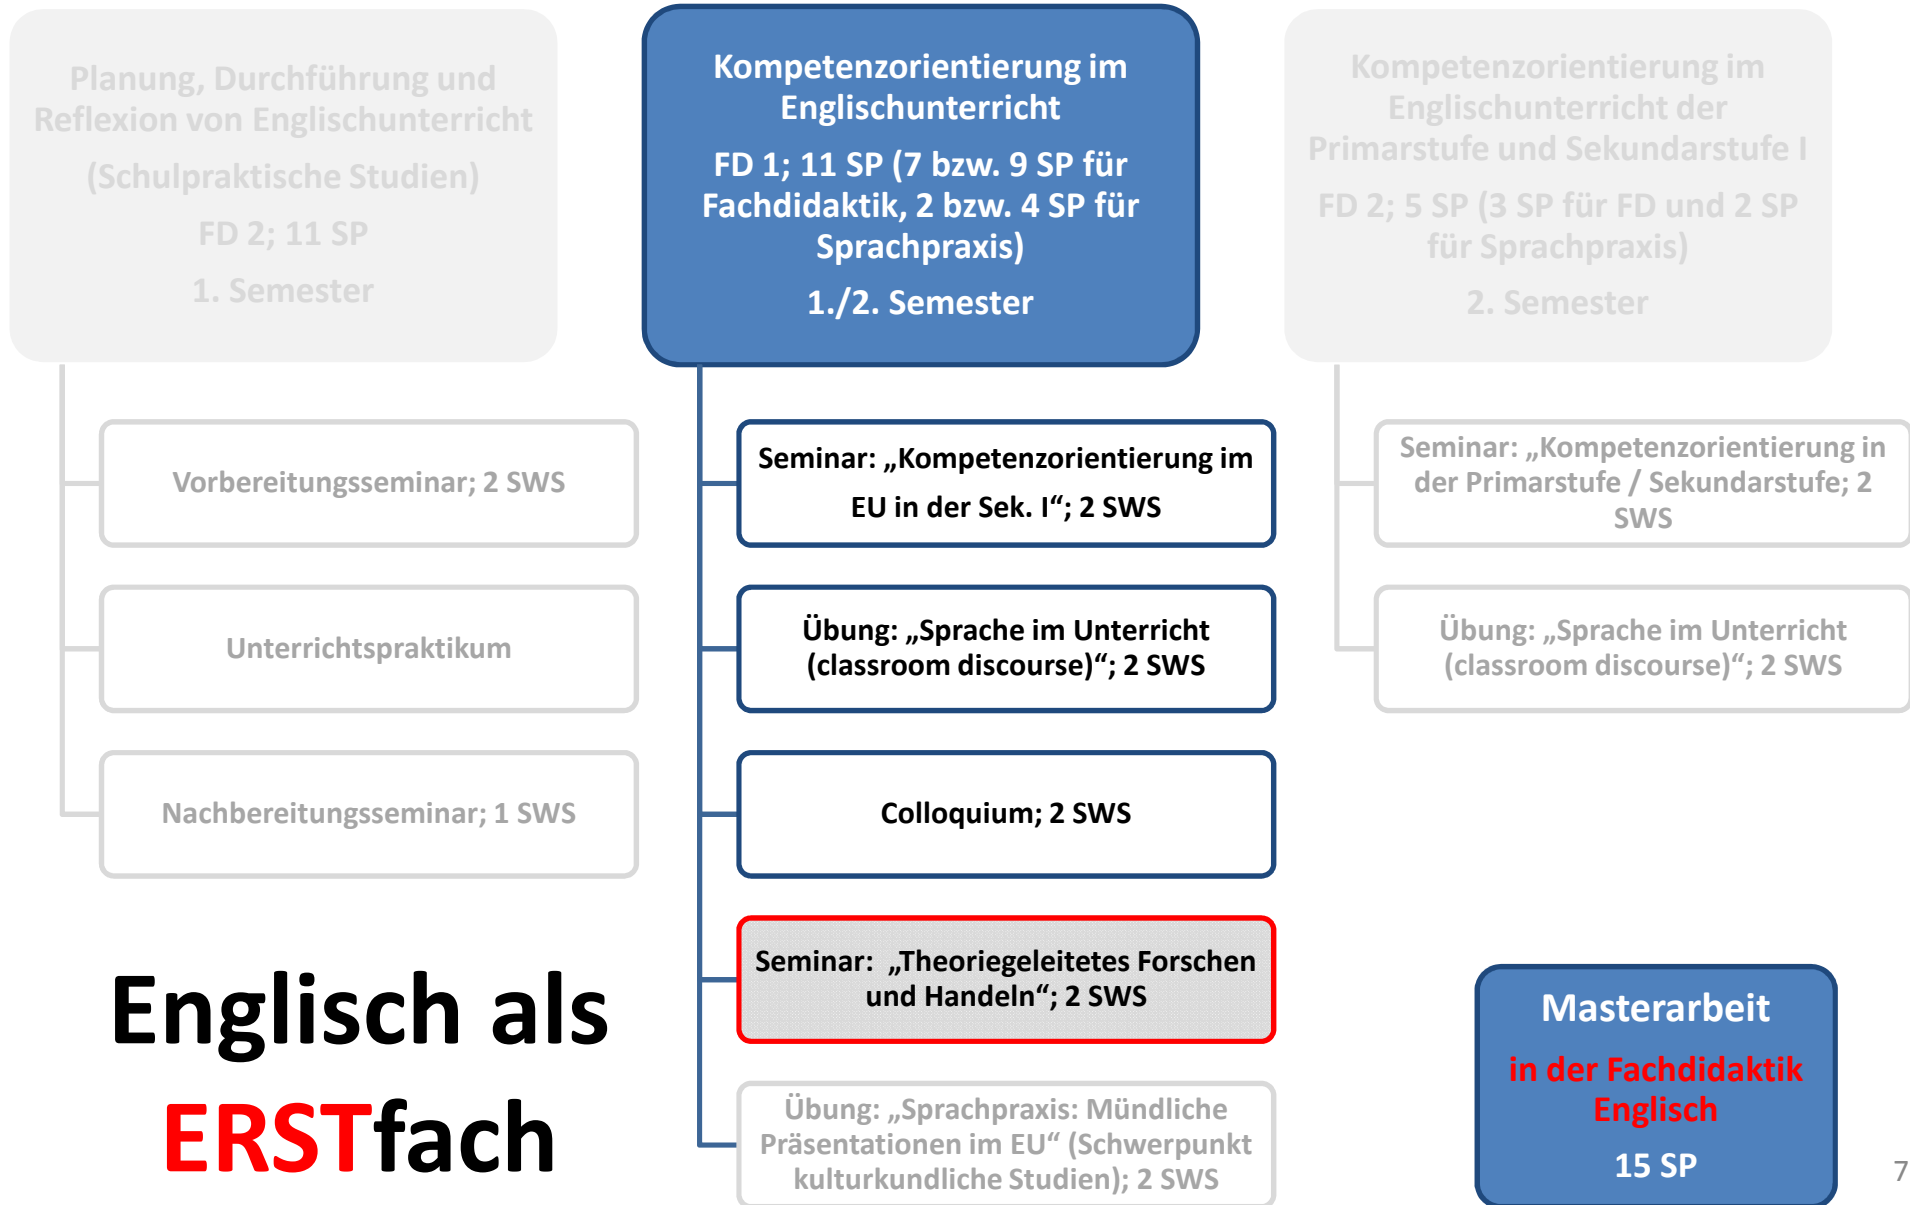 Planung, Durchführung und
Reflexion von Englischunterricht
(Schulpraktische Studien)
FD 2; 11 SP
1. Semester
Vorbereitungsseminar; 2 SWS
Unterrichtspraktikum
Nachbereitungsseminar; 1 SWS
Kompetenzorientierung im
Englischunterricht
FD 1; 11 SP (7 bzw. 9 SP für
Fachdidaktik, 2 bzw. 4 SP für
Sprachpraxis)
1./2. Semester
Seminar: „Kompetenzorientierung im
EU in der Sek. I“; 2 SWS
Übung: „Sprache im Unterricht
(classroom discourse)“; 2 SWS
Colloquium; 2 SWS
Seminar: „Theoriegeleitetes Forschen
und Handeln“; 2 SWS
Übung: „Sprachpraxis: Mündliche
Präsentationen im EU“ (Schwerpunkt
kulturkundliche Studien); 2 SWS
Kompetenzorientierung im
Englischunterricht der
Primarstufe und Sekundarstufe I
FD 2; 5 SP (3 SP für FD und 2 SP
für Sprachpraxis)
2. Semester
Seminar: „Kompetenzorientierung in
der Primarstufe / Sekundarstufe; 2
SWS
Übung: „Sprache im Unterricht
(classroom discourse)“; 2 SWS
Englisch als
ERSTfach
Masterarbeit
in der Fachdidaktik
Englisch
15 SP
7